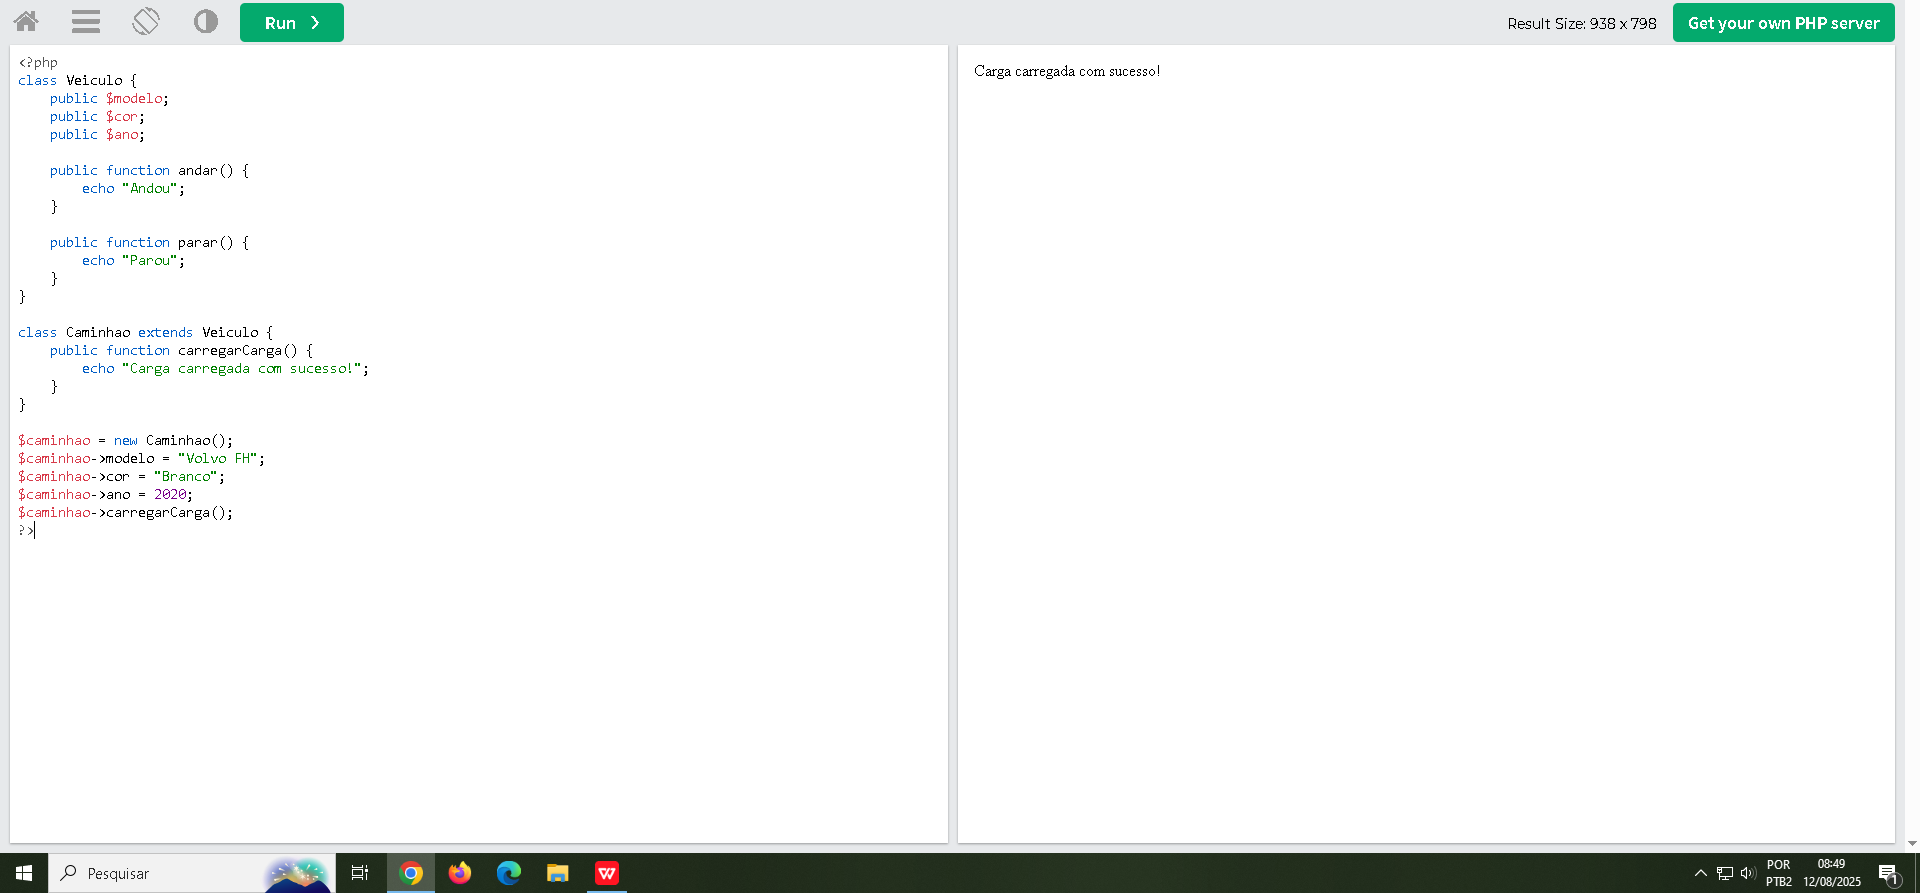 Run ❯
Result Size: 938 x 798
Get your own PHP server
<?php
class Veiculo {
    public $modelo;
    public $cor;
    public $ano;

    public function andar() {
        echo "Andou";
    }

    public function parar() {
        echo "Parou";
    }
}

class Caminhao extends Veiculo {
    public function carregarCarga() {
        echo "Carga carregada com sucesso!";
    }
}

$caminhao = new Caminhao();
$caminhao->modelo = "Volvo FH";
$caminhao->cor = "Branco";
$caminhao->ano = 2020;
$caminhao->carregarCarga();
?>
Carga carregada com sucesso!
Pesquisar
W
POR
PTB2
08:49
12/08/2025
1